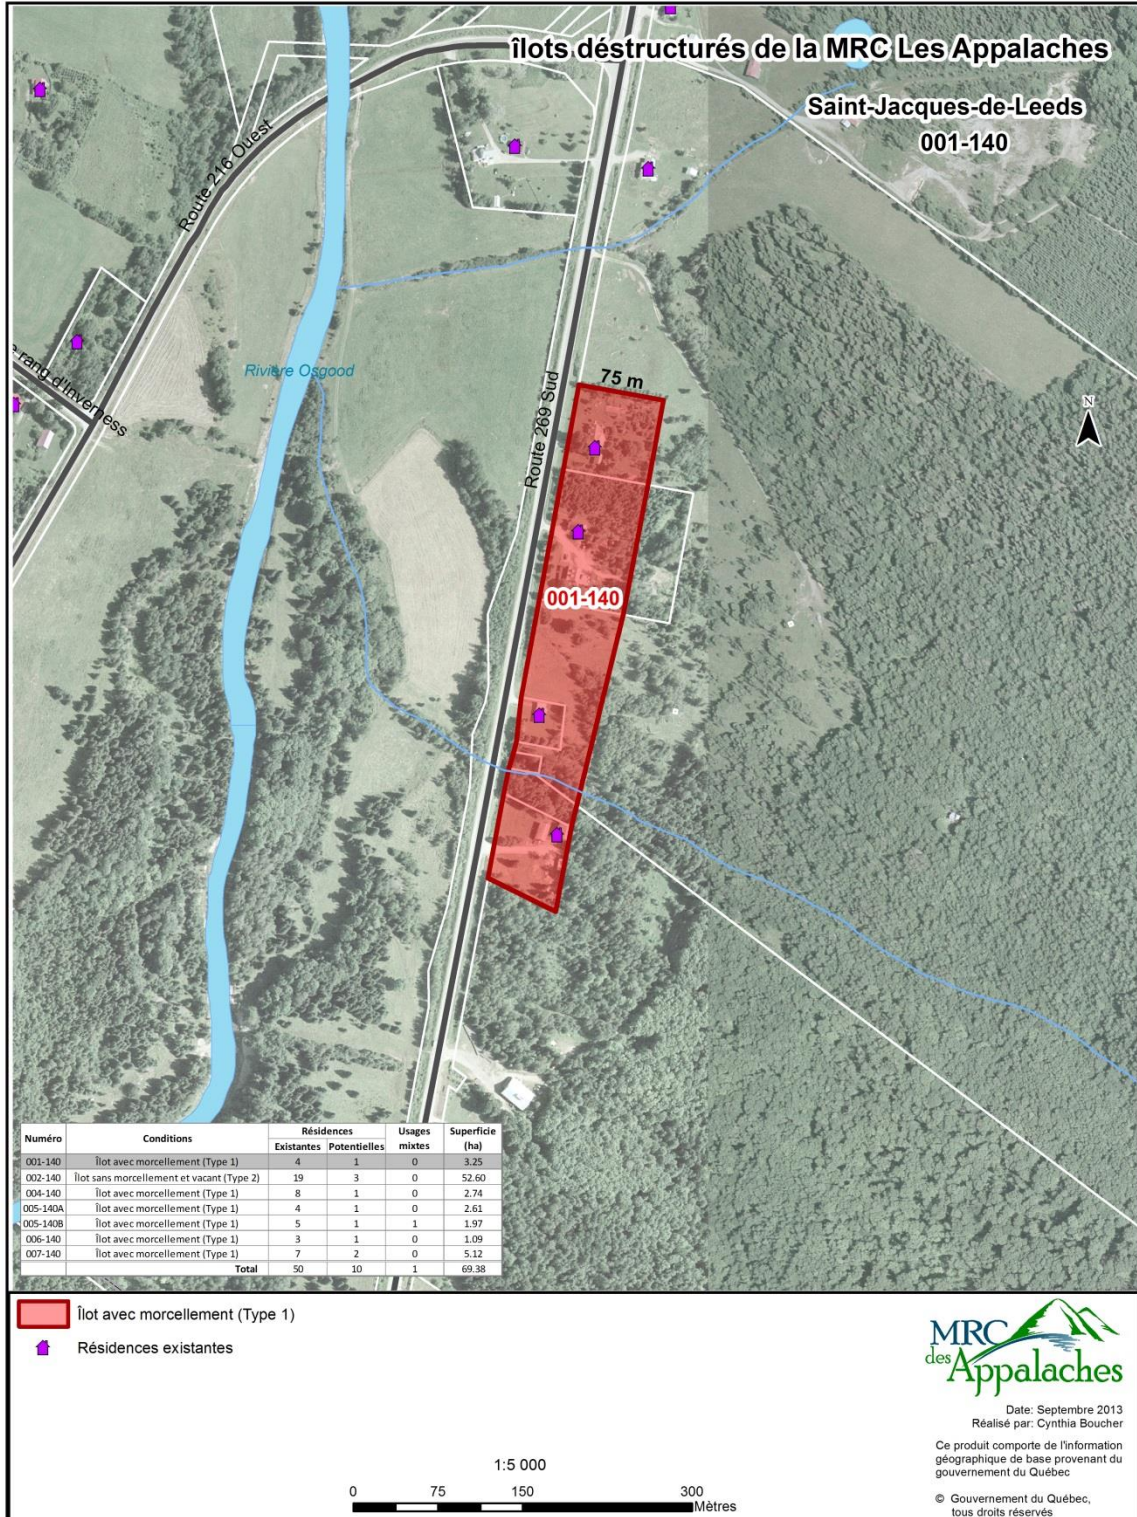 îlots déstructurés de la MRC Les Appalaches
Saint-Jacques-de-Leeds
001-140
Route 216 Ouest
Rivière Osgood
e rang d'Inverness
Route 269 Sud
75 m
N
001-140
Numéro Conditions Résidences Usages mixtes Superficie (ha)
Existantes Potentielles
001-140 Îlot avec morcellement (Type 1) 4 1 0 3.25
002-140 Îlot sans morcellement et vacant (Type 2) 19 3 0 52.60
004-140 Îlot avec morcellement (Type 1) 8 1 0 2.74
005-140A Îlot avec morcellement (Type 1) 4 1 0 2.61
005-140B Îlot avec morcellement (Type 1) 5 1 1 1.97
006-140 Îlot avec morcellement (Type 1) 3 1 0 1.09
007-140 Îlot avec morcellement (Type 1) 7 2 0 5.12
Total 50 10 1 69.38
Îlot avec morcellement (Type 1)
Résidences existantes
MRC
des Appalaches
Date: Septembre 2013
Réalisé par: Cynthia Boucher
Ce produit comporte de l'information
géographique de base provenant du
gouvernement du Québec
© Gouvernement du Québec,
tous droits réservés
1:5 000
0 75 150 300
Mètres